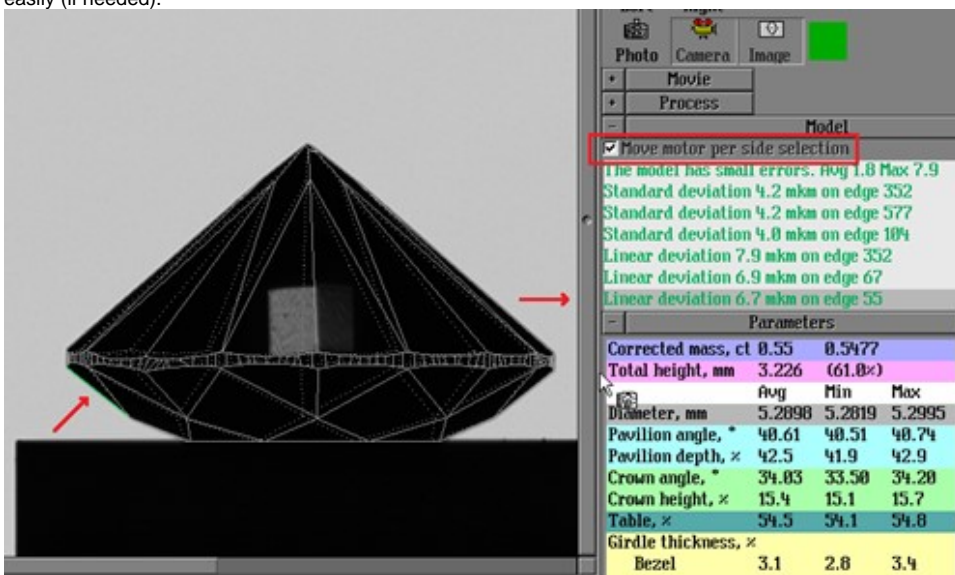 easily (if needed).
Photo Camera Image
+ Movie
+ Process
- Model
Move motor per side selection
The model has small errors. Avg 1.8 Max 7.9
Standard deviation 4.2 mkm on edge 352
Standard deviation 4.2 mkm on edge 577
Standard deviation 4.0 mkm on edge 104
Linear deviation 7.9 mkm on edge 352
Linear deviation 6.9 mkm on edge 67
Linear deviation 6.7 mkm on edge 55
- Parameters
Corrected mass, ct 0.55 0.5477
Total height, mm 3.226 (61.0%)
Avg Min Max
Diameter, mm 5.2898 5.2819 5.2995
Pavilion angle, ° 40.61 40.51 40.74
Pavilion depth, % 42.5 41.9 42.9
Crown angle, ° 34.03 33.50 34.20
Crown height, % 15.4 15.1 15.7
Table, % 54.5 54.1 54.8
Girdle thickness, %
Bezel 3.1 2.8 3.4